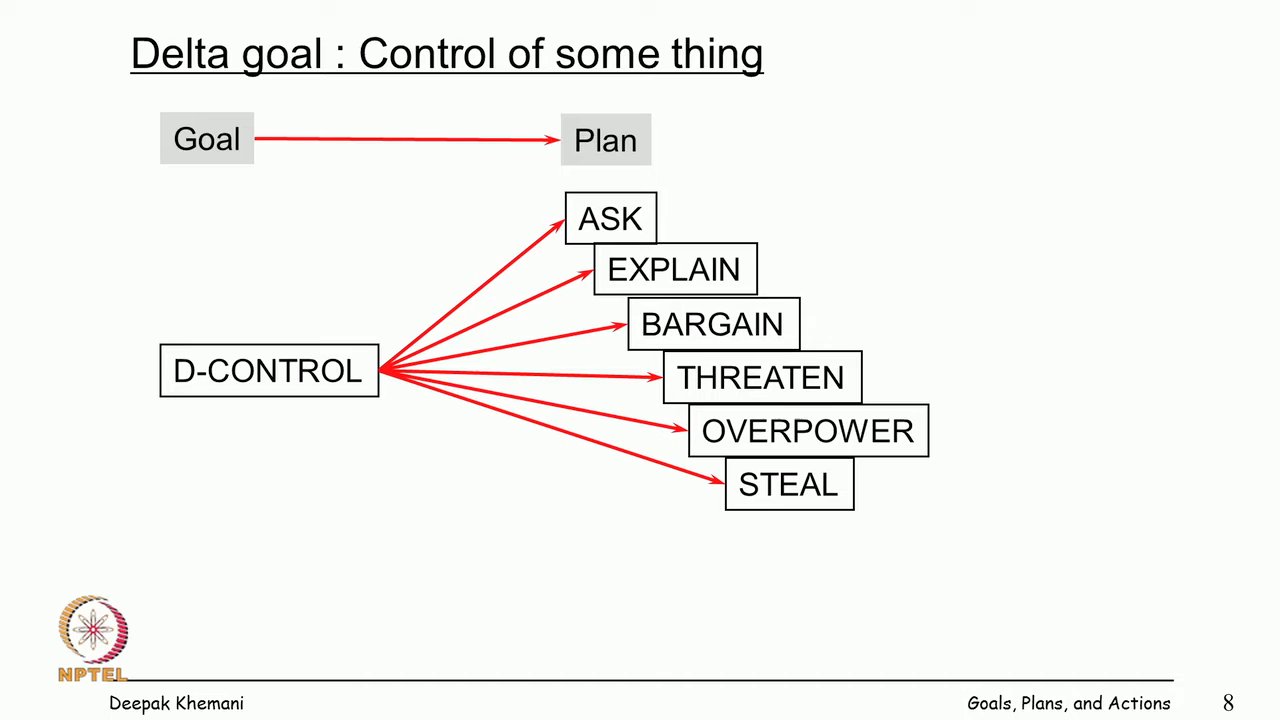 Delta goal : Control of some thing
Goal
Plan
ASK
EXPLAIN
BARGAIN
D-CONTROL
THREATEN
OVERPOWER
STEAL
NPTEL
Deepak Khemani
Goals, Plans, and Actions
8